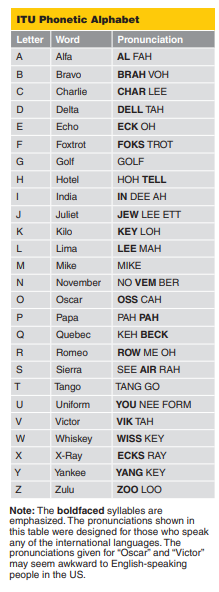 ITU Phonetic Alphabet
Letter Word Pronunciation
A Alfa AL FAH
B Bravo BRAH VOH
C Charlie CHAR LEE
D Delta DELL TAH
E Echo ECK OH
F Foxtrot FOKS TROT
G Golf GOLF
H Hotel HOH TELL
I India IN DEE AH
J Juliet JEW LEE ETT
K Kilo KEY LOH
L Lima LEE MAH
M Mike MIKE
N November NO VEM BER
O Oscar OSS CAH
P Papa PAH PAH
Q Quebec KEH BECK
R Romeo ROW ME OH
S Sierra SEE AIR RAH
T Tango TANG GO
U Uniform YOU NEE FORM
V Victor VIK TAH
W Whiskey WISS KEY
X X-Ray ECKS RAY
Y Yankee YANG KEY
Z Zulu ZOO LOO
Note: The boldfaced syllables are
emphasized. The pronunciations shown in
this table were designed for those who speak
any of the international languages. The
pronunciations given for “Oscar” and “Victor”
may seem awkward to English-speaking
people in the US.